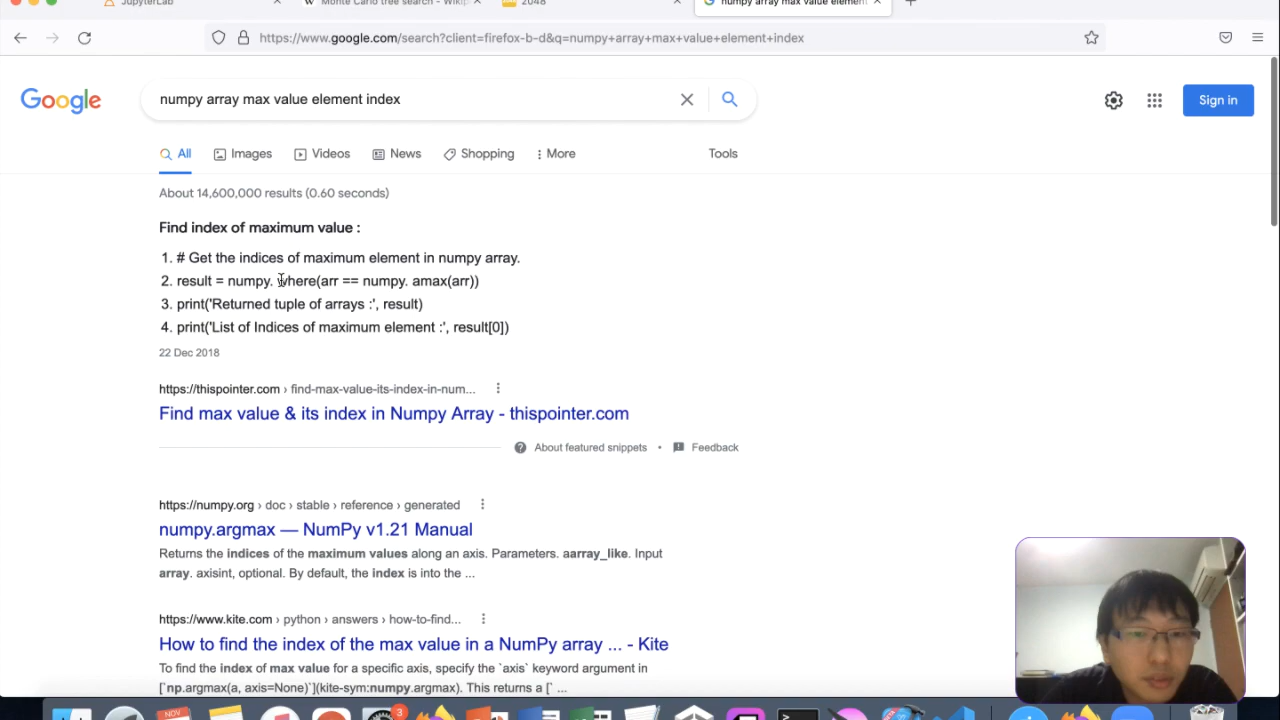 JupyterLab
Monte Carlo tree search - Wikip
2048
numpy array max value elemen
https://www.google.com/search?client=firefox-b-d&q=numpy+array+max+value+element+index
Google
numpy array max value element index
Sign in
All
Images
Videos
News
Shopping
More
Tools
About 14,600,000 results (0.60 seconds)
Find index of maximum value :
1. # Get the indices of maximum element in numpy array.
2. result = numpy. where(arr == numpy. amax(arr))
3. print('Returned tuple of arrays :', result)
4. print('List of Indices of maximum element :', result[0])
22 Dec 2018
https://thispointer.com › find-max-value-its-index-in-num...
Find max value & its index in Numpy Array - thispointer.com
About featured snippets • Feedback
https://numpy.org › doc › stable › reference › generated
numpy.argmax — NumPy v1.21 Manual
Returns the indices of the maximum values along an axis. Parameters. aarray_like. Input
array. axisint, optional. By default, the index is into the ...
https://www.kite.com › python › answers › how-to-find...
How to find the index of the max value in a NumPy array ... - Kite
To find the index of max value for a specific axis, specify the `axis` keyword argument in
[`np.argmax(a, axis=None)`](kite-sym:numpy.argmax). This returns a [` ...
NOV
3